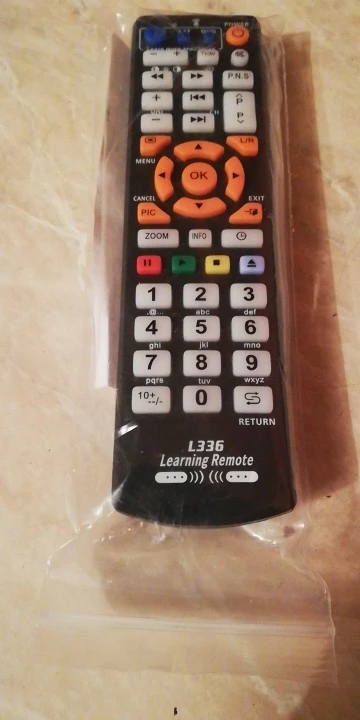 POWER
P.N.S
+ P
VOL P
MENU L/R
OK
CANCEL EXIT
PIC
ZOOM INFO
1 2 3
.@... abc def
4 5 6
ghi jkl mno
7 8 9
pqrs tuv wxyz
10+ --/- 0
RETURN
L336
Learning Remote